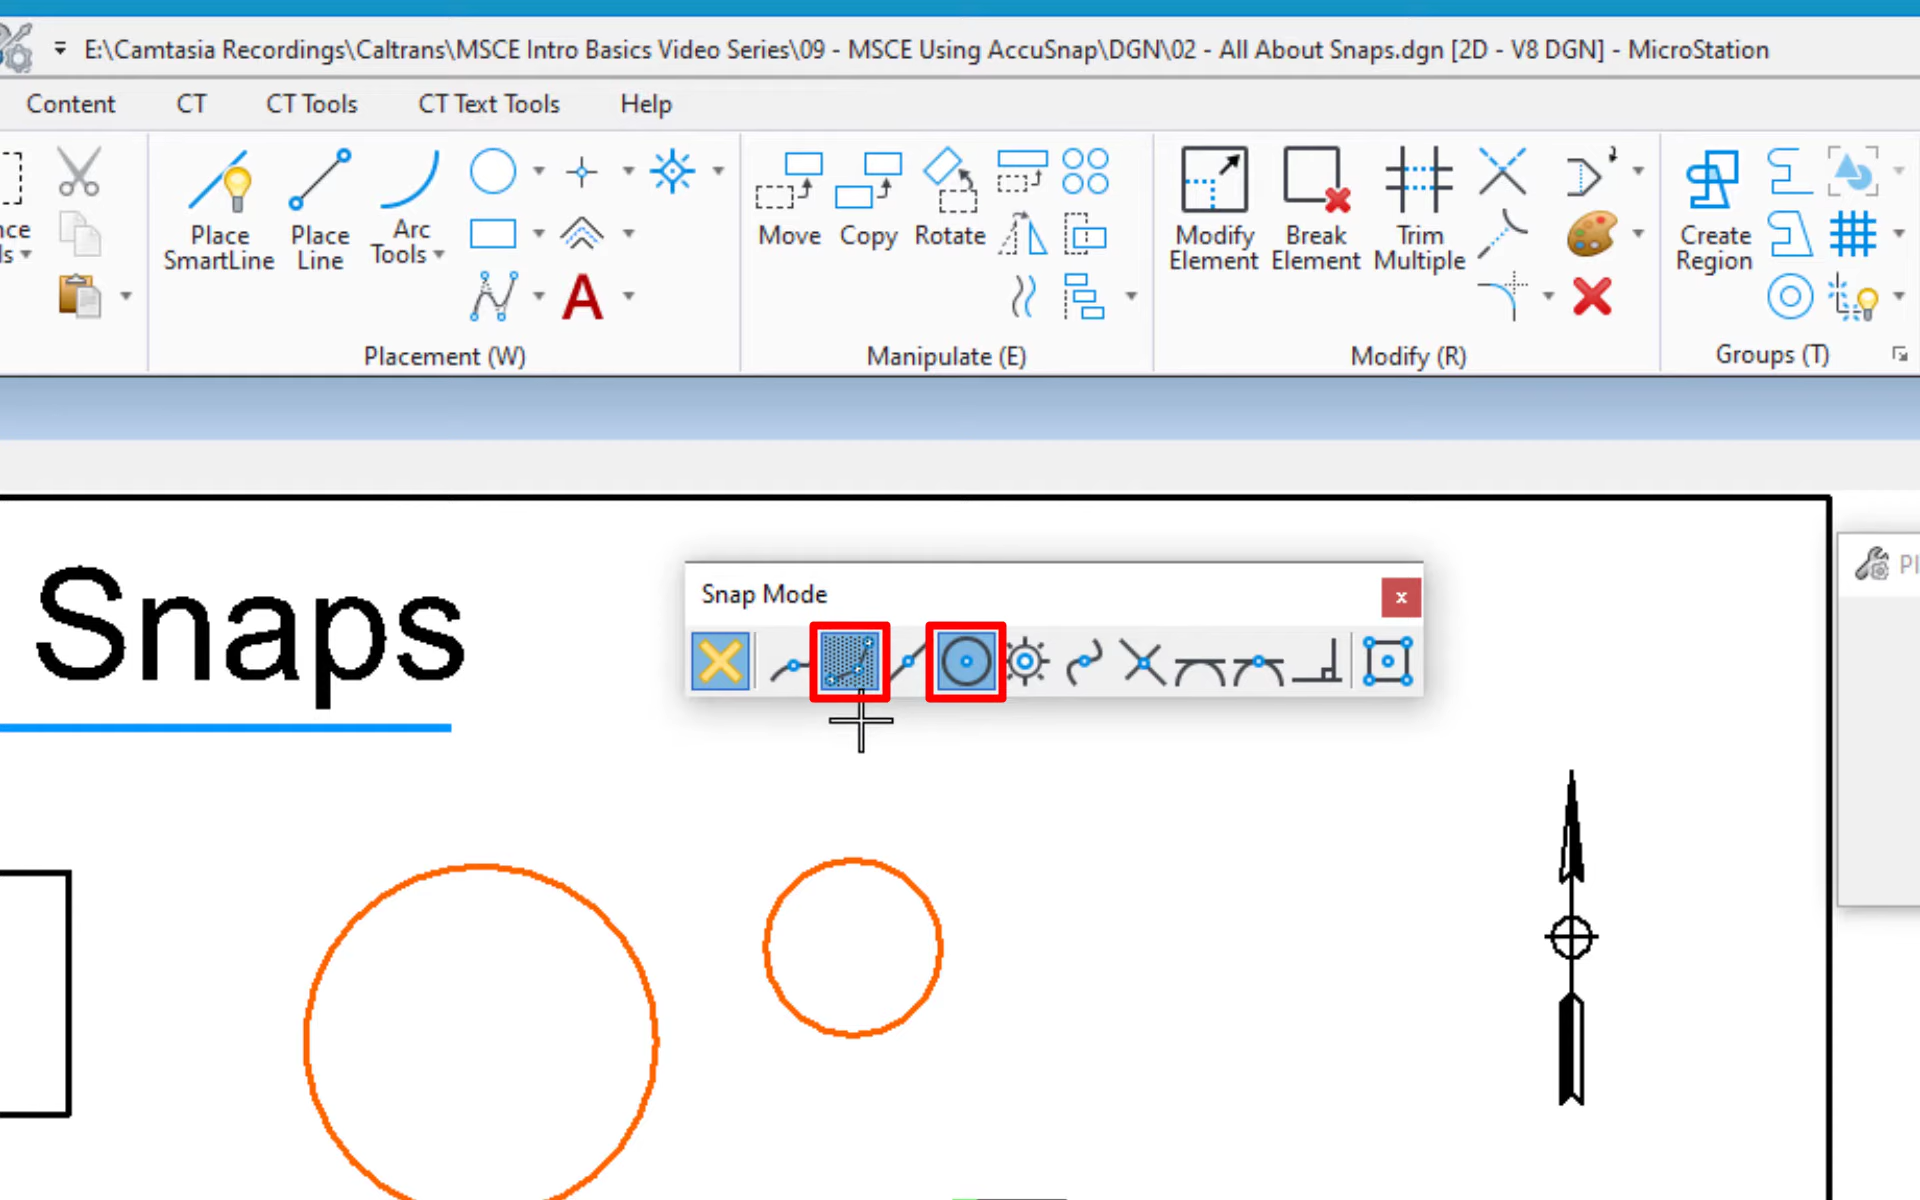 E:\Camtasia Recordings\Caltrans\MSCE Intro Basics Video Series\09 - MSCE Using AccuSnap\DGN\02 - All About Snaps.dgn [2D - V8 DGN] - MicroStation
Content CT CT Tools CT Text Tools Help
Place SmartLine
Place Line
Arc Tools
Move Copy Rotate
Modify Element
Break Element
Trim Multiple
Create Region
Placement (W) Manipulate (E) Modify (R) Groups (T)
Snaps
Snap Mode